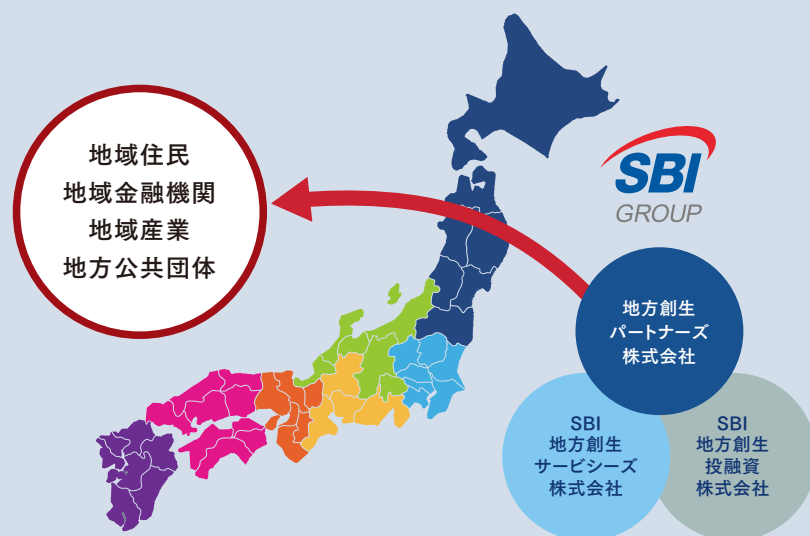 地域住民
地域金融機関
地域産業
地方公共団体
SBI
GROUP
地方創生
パートナーズ
株式会社
SBI
地方創生
サービシーズ
株式会社
SBI
地方創生
投融資
株式会社